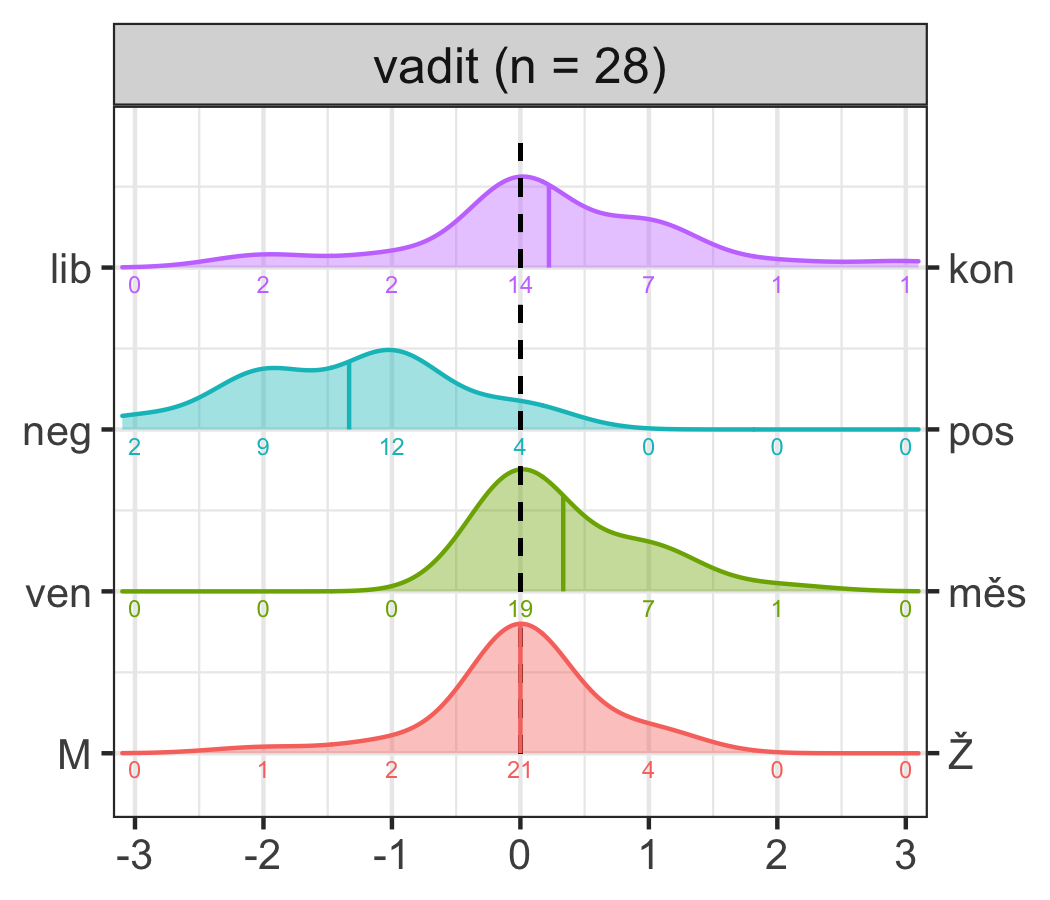 vadit (n = 28)
lib kon
0 2 2 14 7 1 1
neg pos
2 9 12 4 0 0 0
ven měs
0 0 0 19 7 1 0
M Ž
0 1 2 21 4 0 0
-3 -2 -1 0 1 2 3